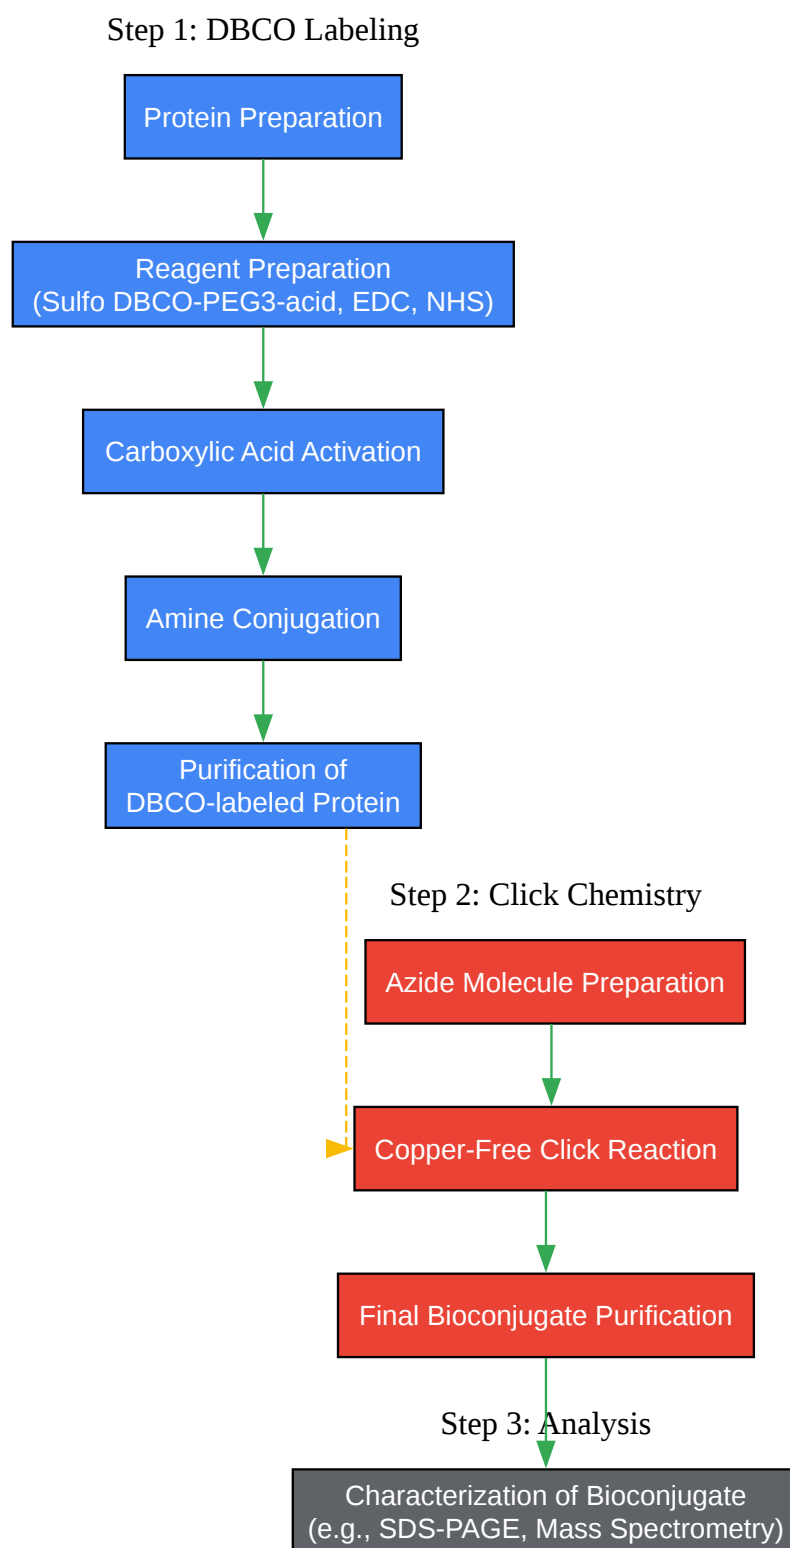 Step 1: DBCO Labeling
Protein Preparation
Reagent Preparation
(Sulfo DBCO-PEG3-acid, EDC, NHS)
Carboxylic Acid Activation
Amine Conjugation
Purification of
DBCO-labeled Protein
Step 2: Click Chemistry
Azide Molecule Preparation
Copper-Free Click Reaction
Final Bioconjugate Purification
Step 3: Analysis
Characterization of Bioconjugate
(e.g., SDS-PAGE, Mass Spectrometry)